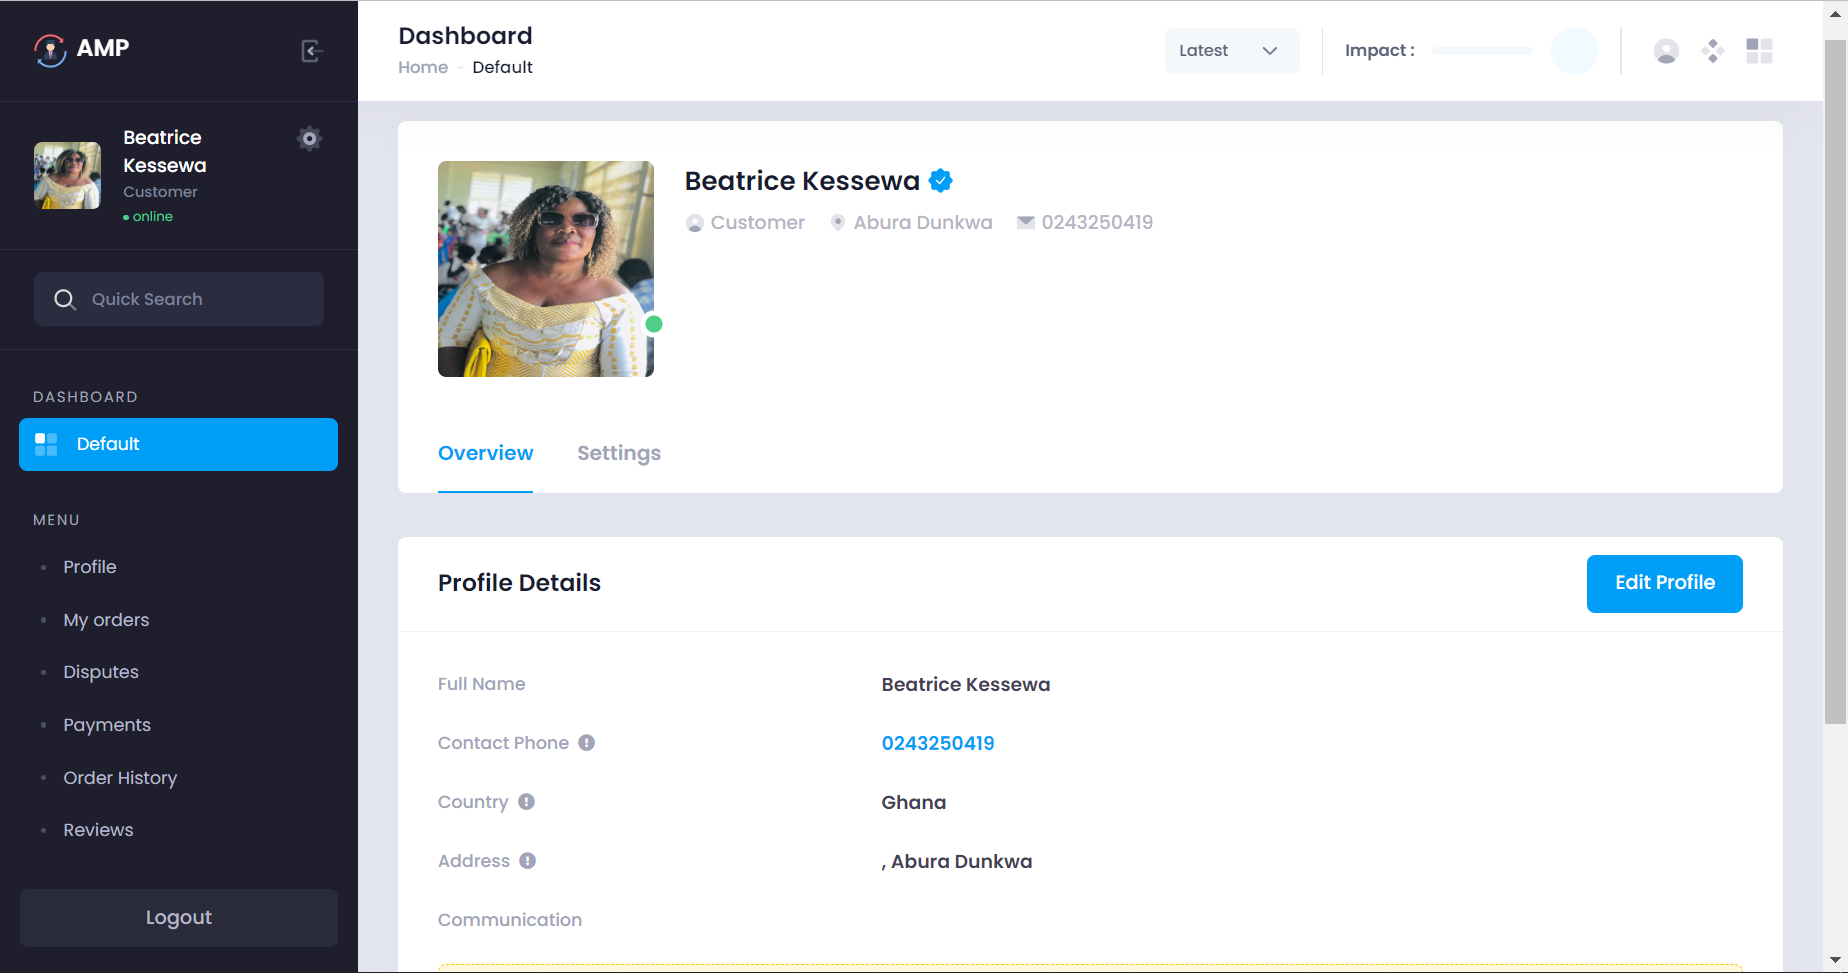 AMP
Beatrice
Kessewa
Customer
online
Quick Search
DASHBOARD
Default
MENU
Profile
My orders
Disputes
Payments
Order History
Reviews
Logout
Dashboard
Home - Default
Latest
Impact :
Beatrice Kessewa
Customer Abura Dunkwa 0243250419
Overview Settings
Profile Details
Edit Profile
Full Name Beatrice Kessewa
Contact Phone 0243250419
Country Ghana
Address , Abura Dunkwa
Communication